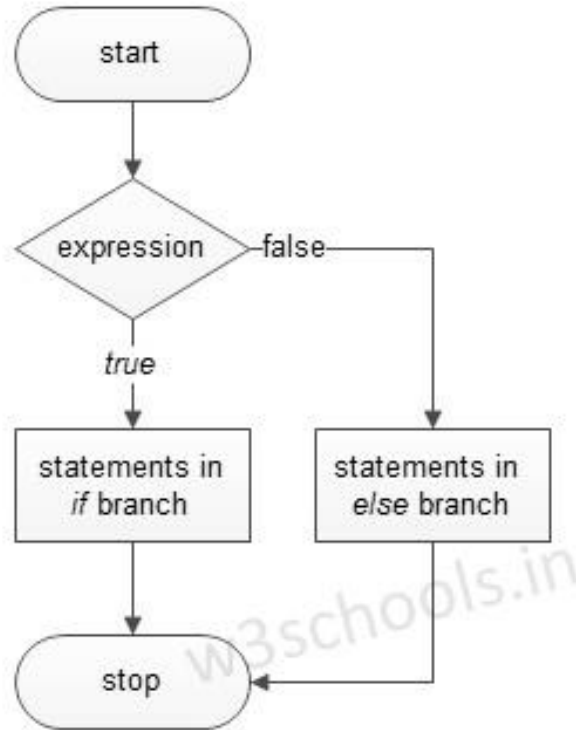 start
expression
false
true
statements in
if branch
statements in
else branch
w3schools.in
stop